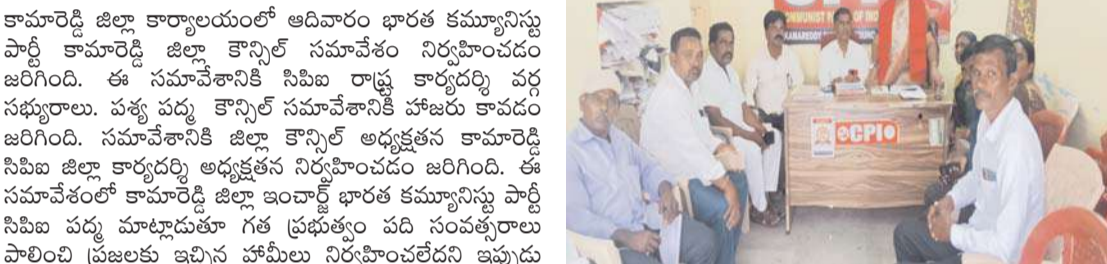 కామారెడ్డి జిల్లా కార్యాలయంలో ఆదివారం భారత కమ్యూనిస్టు
పార్టీ కామారెడ్డి జిల్లా కౌన్సిల్ సమావేశం నిర్వహించడం
జరిగింది. ఈ సమావేశానికి సిపిఐ రాష్ట్ర కార్యదర్శి వర్గ
సభ్యురాలు. పశ్య పద్మ కౌన్సిల్ సమావేశానికి హాజరు కావడం
జరిగింది. సమావేశానికి జిల్లా కౌన్సిల్ అధ్యక్షతన కామారెడ్డి
సిపిఐ జిల్లా కార్యదర్శి అధ్యక్షతన నిర్వహించడం జరిగింది. ఈ
సమావేశంలో కామారెడ్డి జిల్లా ఇంచార్జ్ భారత కమ్యూనిస్టు పార్టీ
సిపిఐ పద్మ మాట్లాడుతూ గత ప్రభుత్వం పది సంవత్సరాలు
పాలించి ప్రజలకు ఇచ్చిన హామీలు నిర్వహించలేదని ఇప్పుడు
CPI